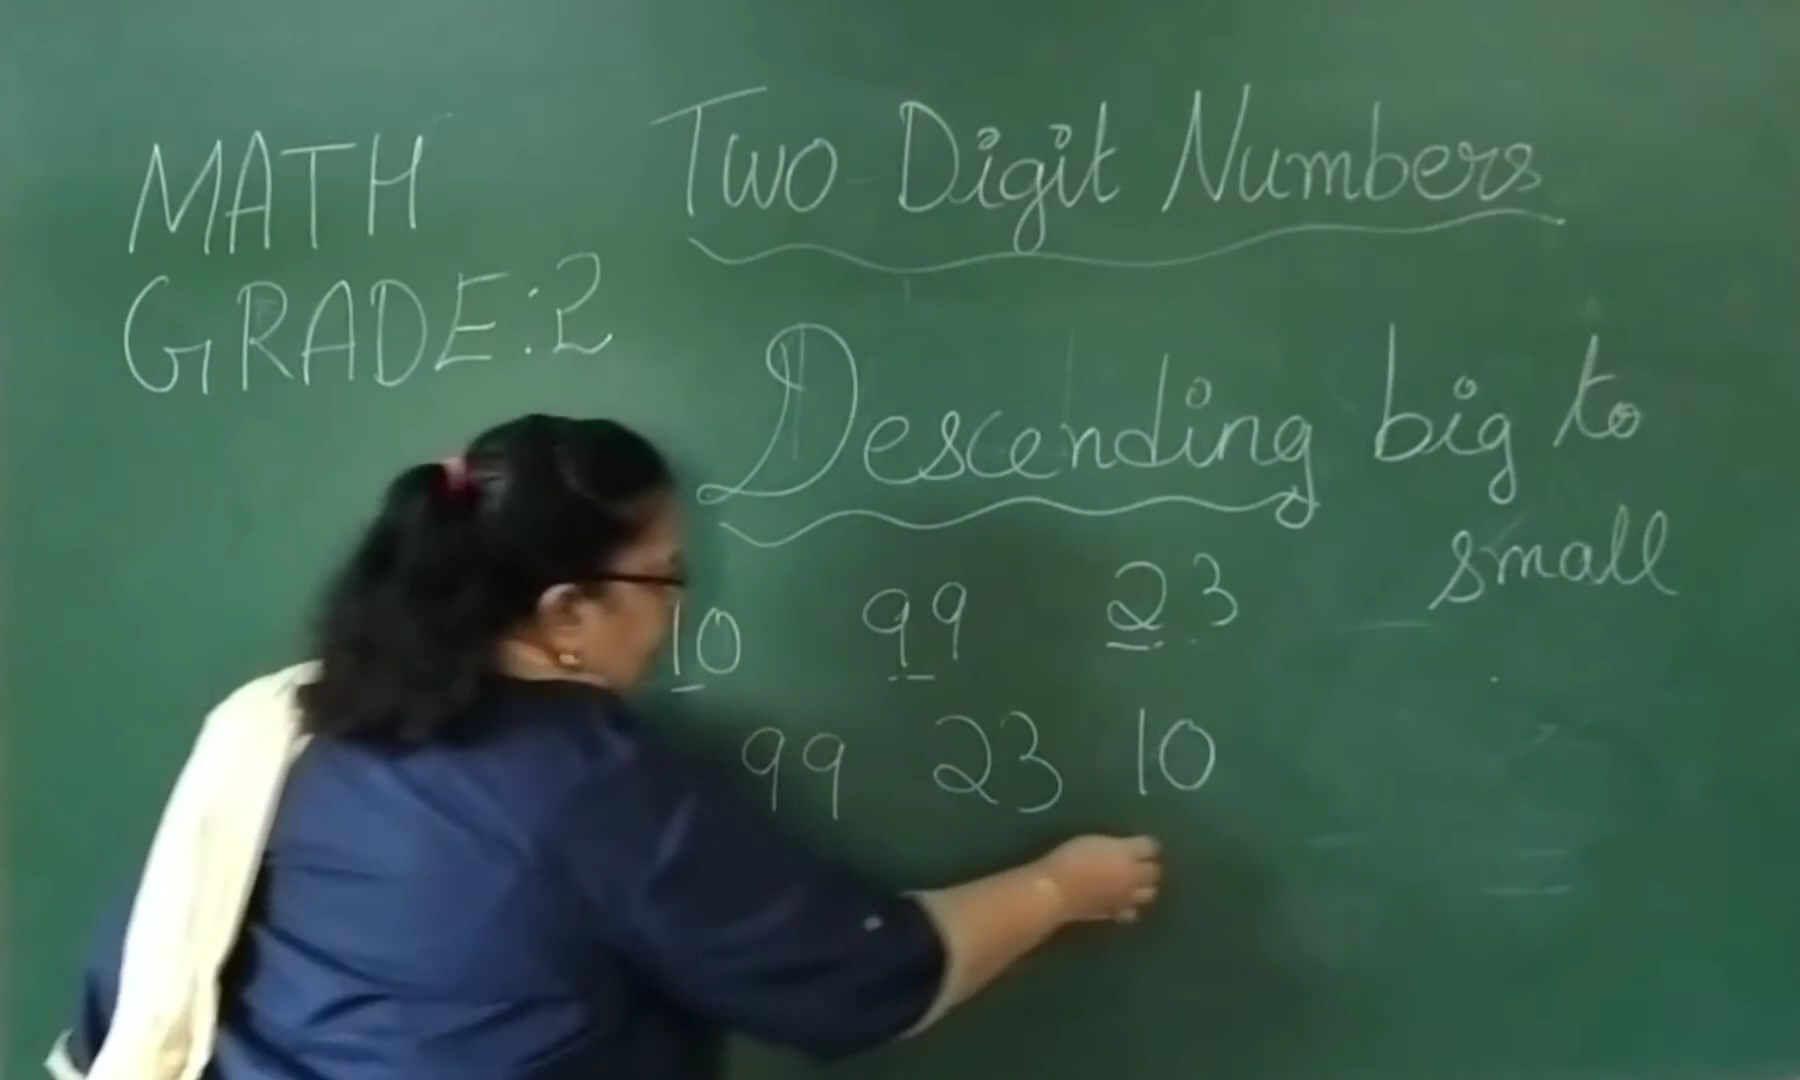 MATH
GRADE:2
Two-Digit Numbers
Descending big to
small
10 99 23
99 23 10